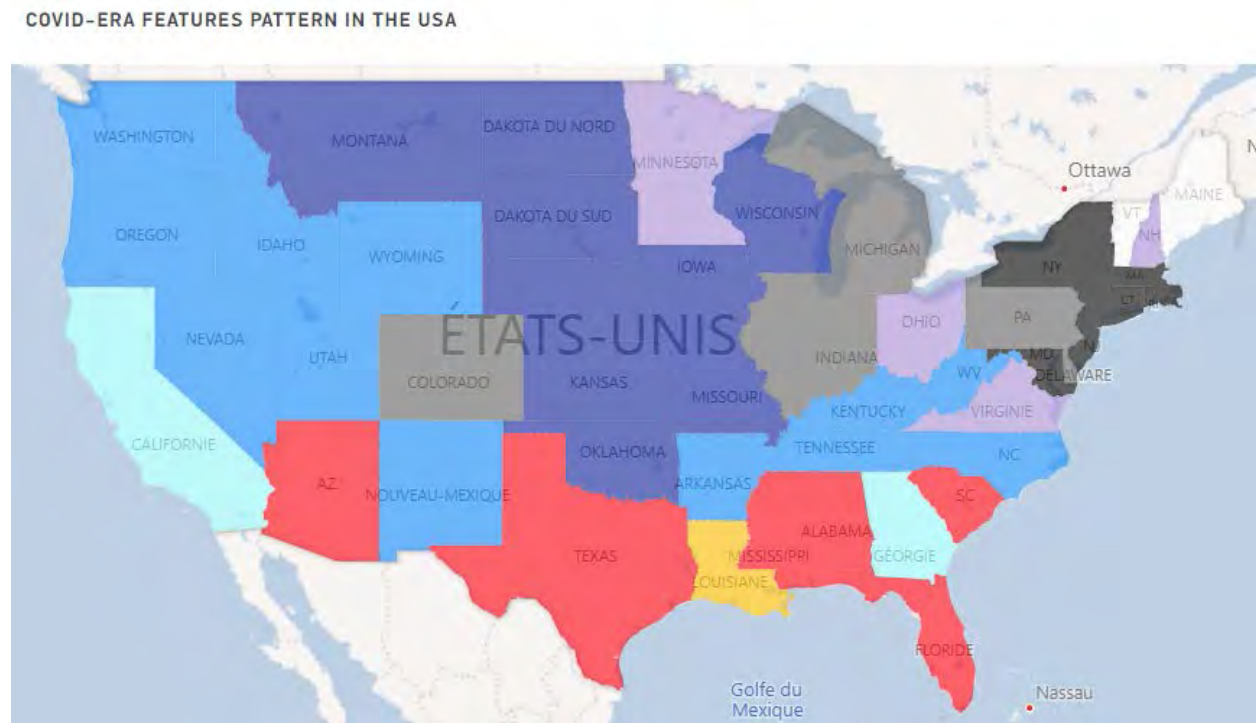 COVID-ERA FEATURES PATTERN IN THE USA
WASHINGTON
MONTANA
DAKOTA DU NORD
MINNESOTA
Ottawa
MAINE
VT
NH
OREGON
IDAHO
WYOMING
DAKOTA DU SUD
WISCONSIN
MICHIGAN
NY
MA
CT
IOWA
NEVADA
UTAH
ÉTATS-UNIS
OHIO
PA
INDIANA
MD
DELAWARE
COLORADO
KANSAS
MISSOURI
WV
KENTUCKY
VIRGINIE
CALIFORNIE
OKLAHOMA
TENNESSEE
NC
AZ
NOUVEAU-MEXIQUE
ARKANSAS
SC
TEXAS
MISSISSIPPI
ALABAMA
GÉORGIE
LOUISIANE
FLORIDE
Golfe du
Mexique
Nassau